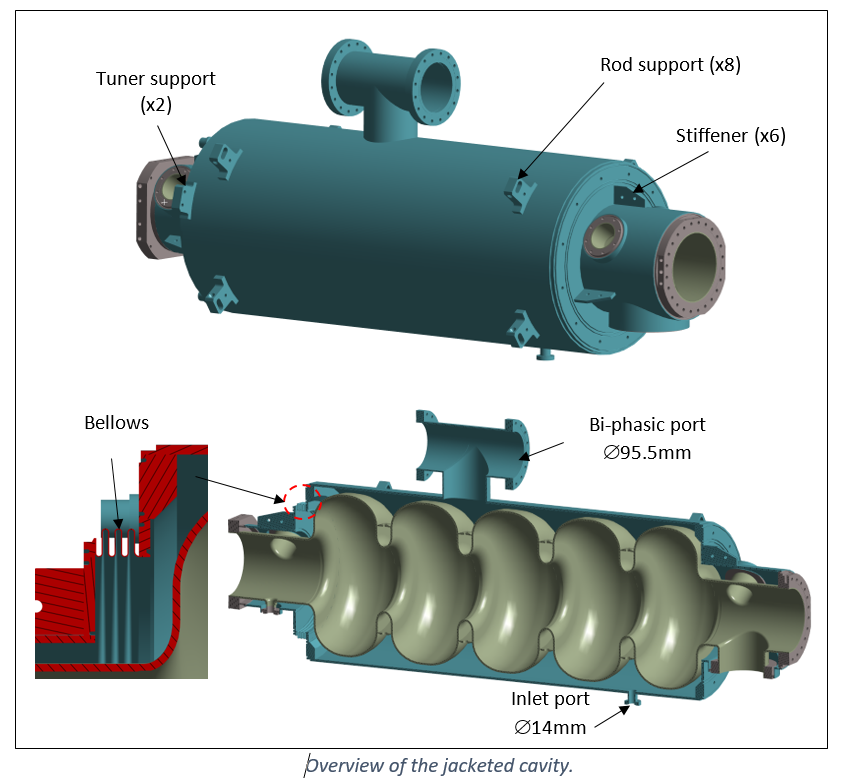 Tuner support
(x2)
Rod support (x8)
Stiffener (x6)
Bellows
Bi-phasic port
∅95.5mm
Inlet port
∅14mm
Overview of the jacketed cavity.